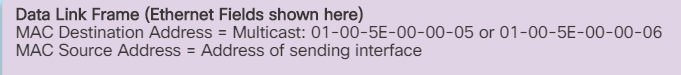 Data Link Frame (Ethernet Fields shown here)
MAC Destination Address = Multicast: 01-00-5E-00-00-05 or 01-00-5E-00-00-06
MAC Source Address = Address of sending interface